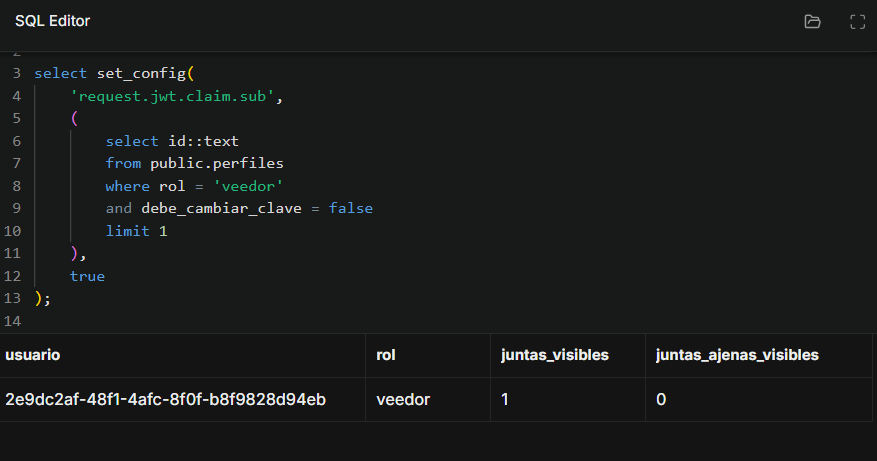 SQL Editor
2
3 select set_config(
4 'request.jwt.claim.sub',
5 (
6 select id::text
7 from public.perfiles
8 where rol = 'veedor'
9 and debe_cambiar_clave = false
10 limit 1
11 ),
12 true
13 );
14
usuario rol juntas_visibles juntas_ajenas_visibles
2e9dc2af-48f1-4afc-8f0f-b8f9828d94eb veedor 1 0